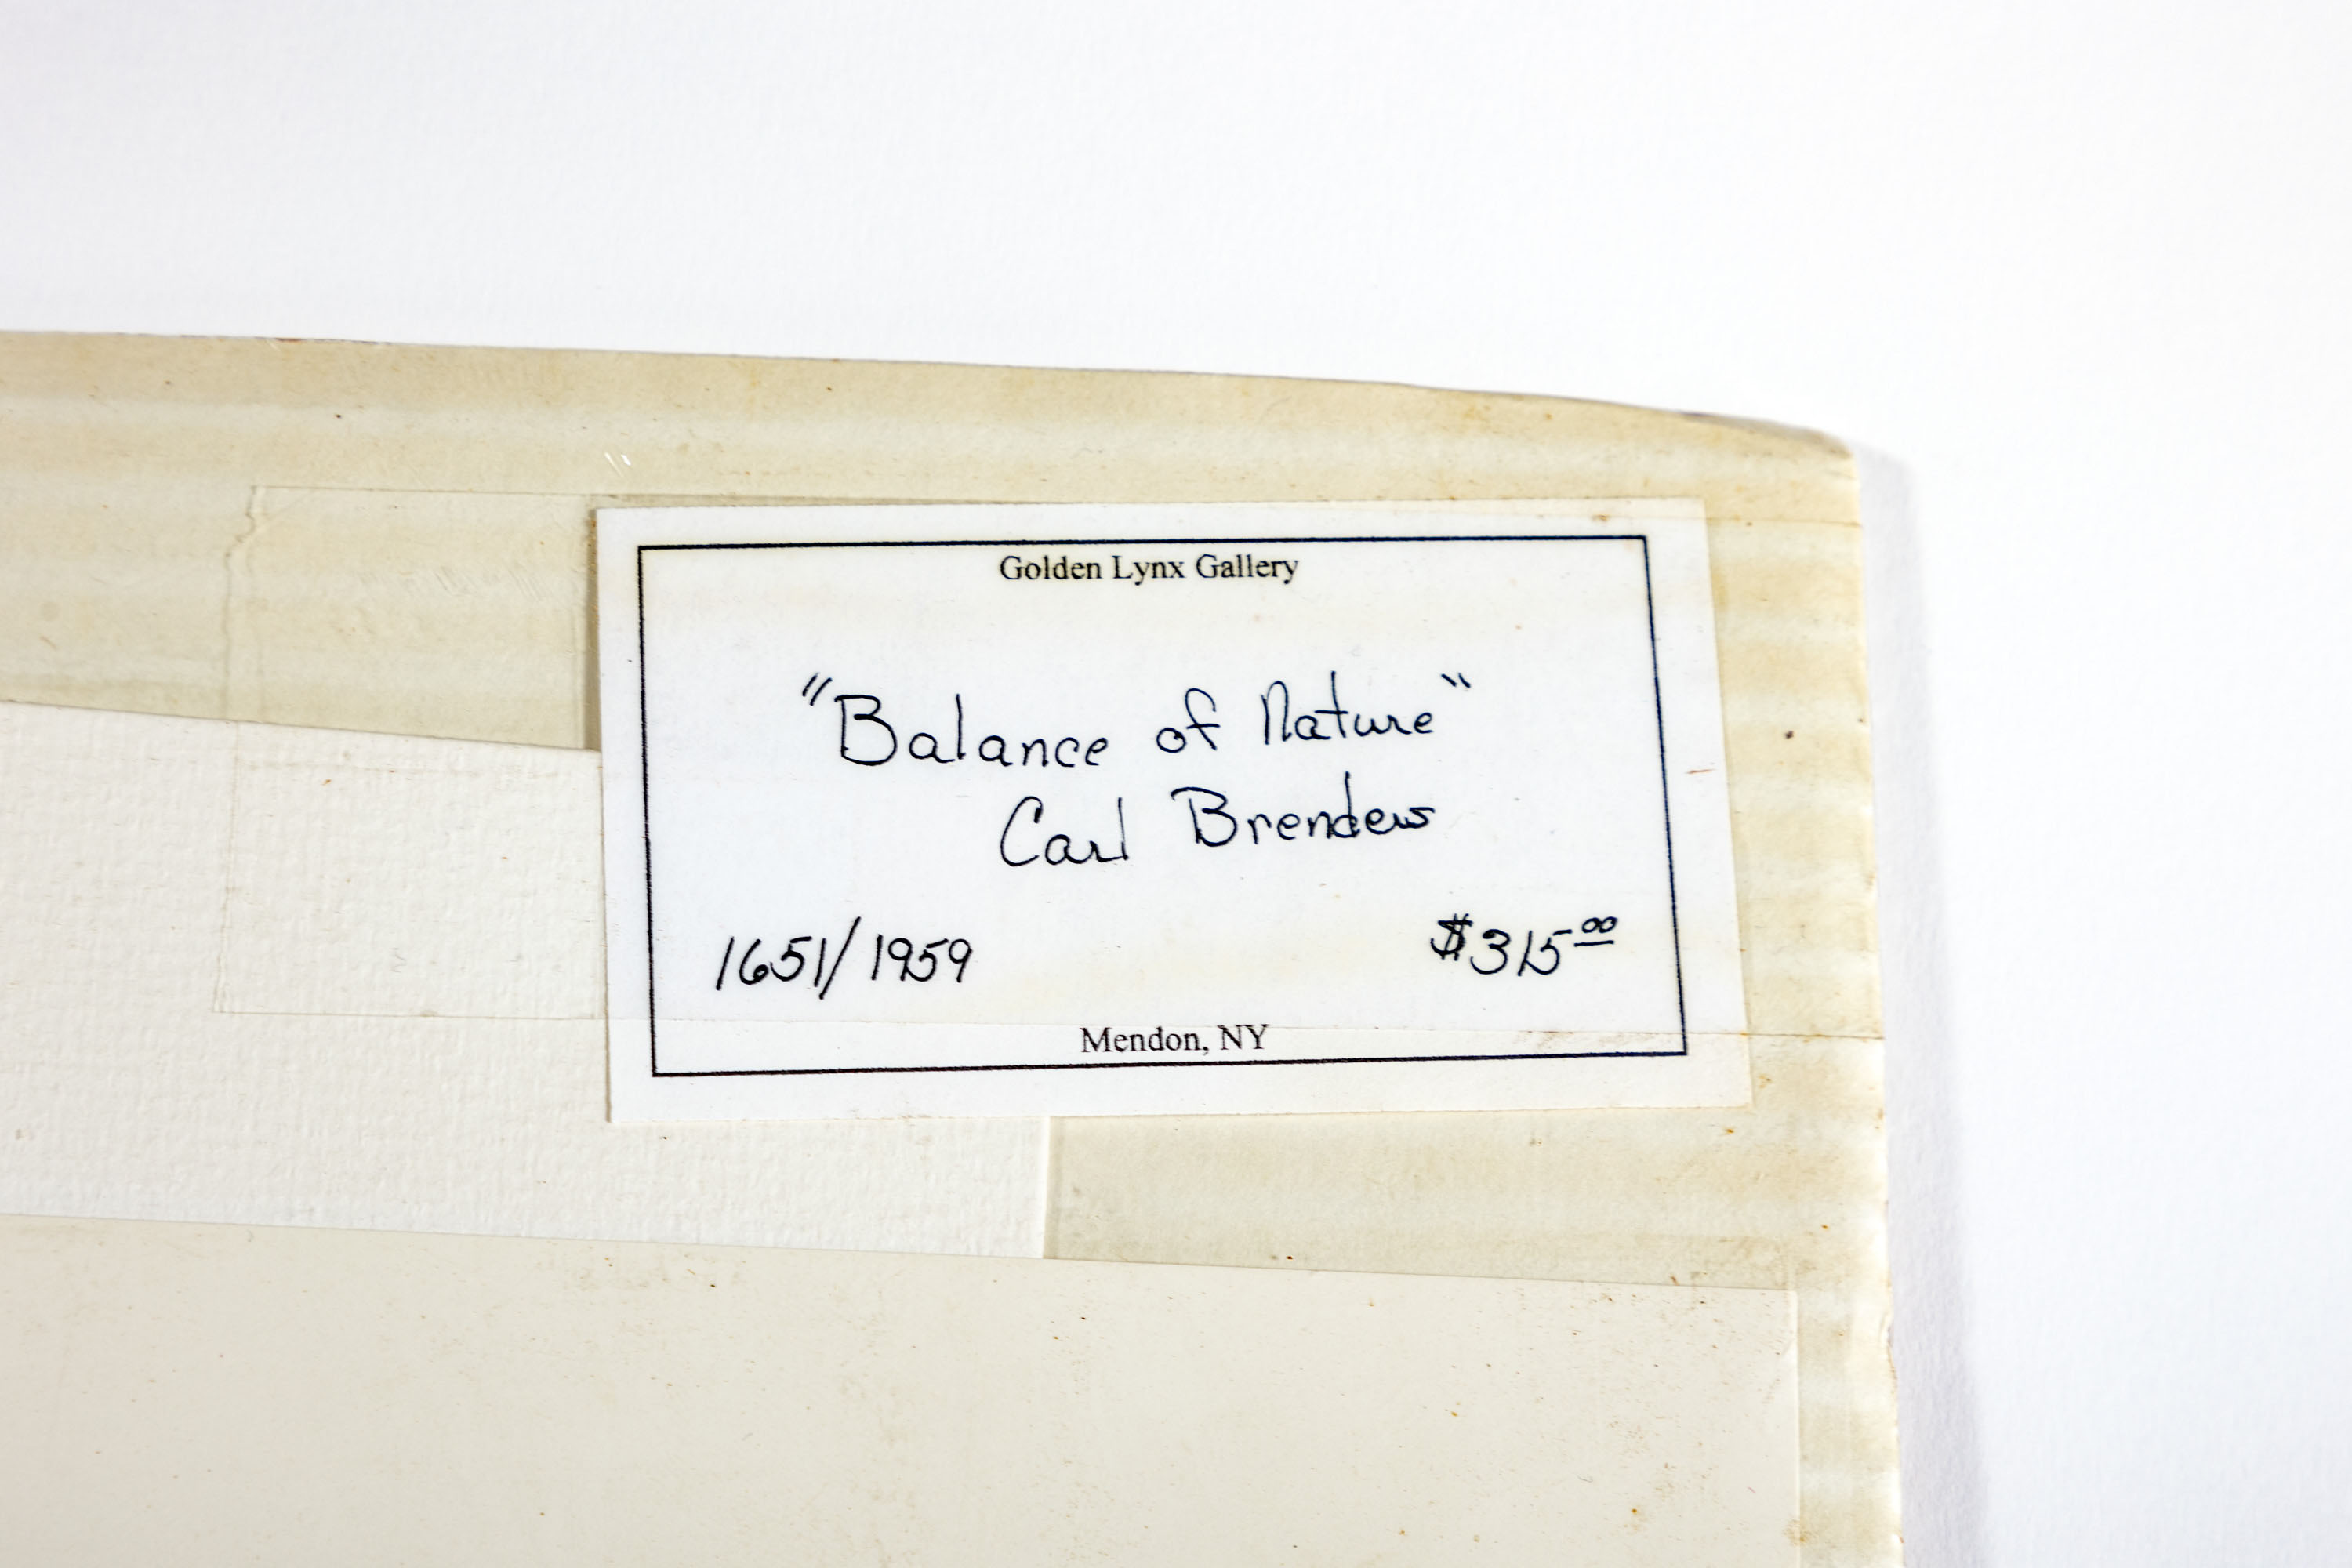 Golden Lynx Gallery
"Balance of Nature"
Carl Brenders
1651/1959
$315.00
Mendon, NY